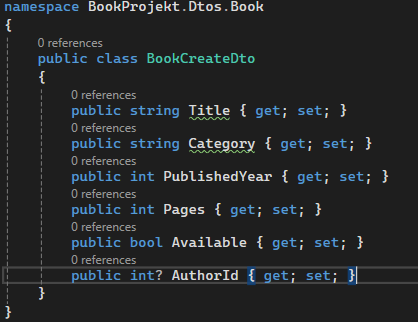 namespace BookProjekt.Dtos.Book
{
0 references
public class BookCreateDto
{
0 references
public string Title { get; set; }
0 references
public string Category { get; set; }
0 references
public int PublishedYear { get; set; }
0 references
public int Pages { get; set; }
0 references
public bool Available { get; set; }
0 references
public int? AuthorId { get; set; }
}
}